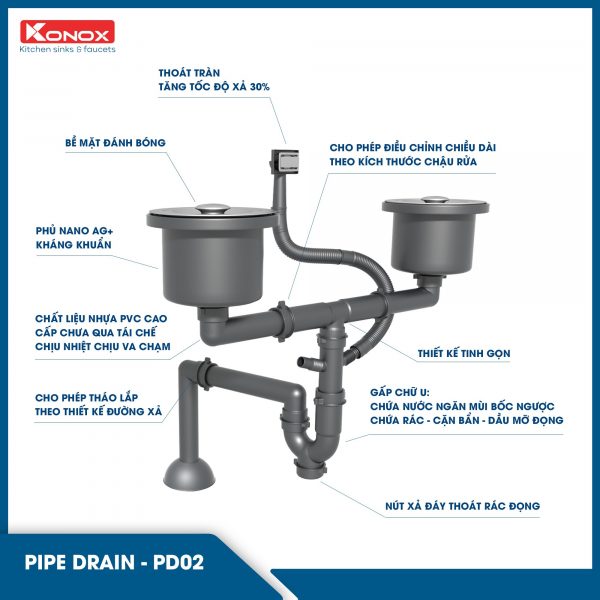 KONOX
Kitchen sinks & faucets
THOÁT TRÀN
TĂNG TỐC ĐỘ XẢ 30%
BỀ MẶT ĐÁNH BÓNG
CHO PHÉP ĐIỀU CHỈNH CHIỀU DÀI
THEO KÍCH THƯỚC CHẬU RỬA
PHỦ NANO AG+
KHÁNG KHUẨN
CHẤT LIỆU NHỰA PVC CAO
CẤP CHƯA QUA TÁI CHẾ
CHỊU NHIỆT CHỊU VA CHẠM
THIẾT KẾ TINH GỌN
CHO PHÉP THÁO LẮP
THEO THIẾT KẾ ĐƯỜNG XẢ
GẤP CHỮ U:
CHỨA NƯỚC NGĂN MÙI BỐC NGƯỢC
CHỨA RÁC - CẶN BẨN - DẦU MỠ ĐỌNG
NÚT XẢ ĐÁY THOÁT RÁC ĐỌNG
PIPE DRAIN - PD02